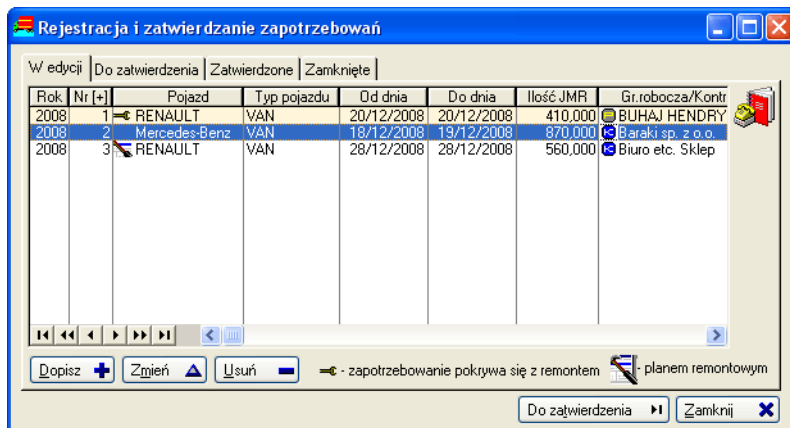 Rejestracja i zatwierdzanie zapotrzebowań
W edycji Do zatwierdzenia Zatwierdzone Zamknięte
Rok Nr [+] Pojazd Typ pojazdu Od dnia Do dnia Ilość JMR Gr.robocza/Kontr
2008 1 RENAULT VAN 20/12/2008 20/12/2008 410,000 BUHAJ HENDRY
2008 2 Mercedes-Benz VAN 18/12/2008 19/12/2008 870,000 Baraki sp. z o.o.
2008 3 RENAULT VAN 28/12/2008 28/12/2008 560,000 Biuro etc. Sklep
Dopisz Zmień Usuń - zapotrzebowanie pokrywa się z remontem - planem remontowym
Do zatwierdzenia Zamknij